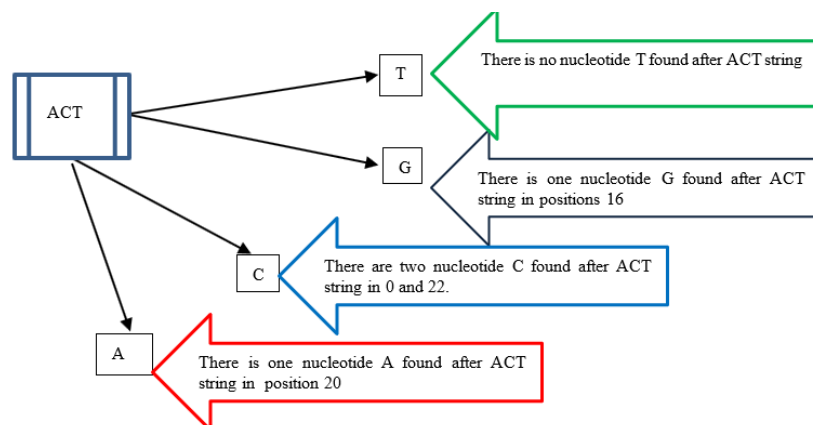 There is no nucleotide T found after ACT string
T
ACT
G
There is one nucleotide G found after ACT
string in positions 16
C
There are two nucleotide C found after ACT
string in 0 and 22.
A
There is one nucleotide A found after ACT
string in position 20